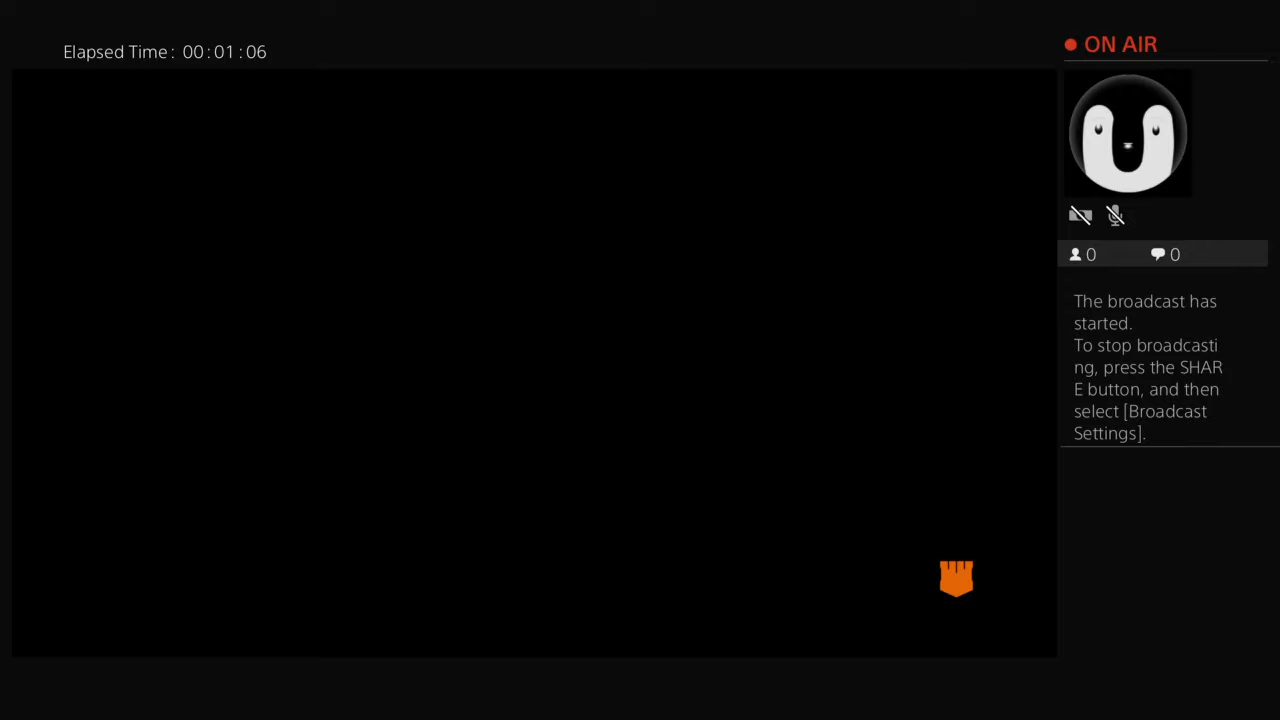 Elapsed Time: 00:01:06
ON AIR
0 0
The broadcast has
started.
To stop broadcasti
ng, press the SHAR
E button, and then
select [Broadcast
Settings].